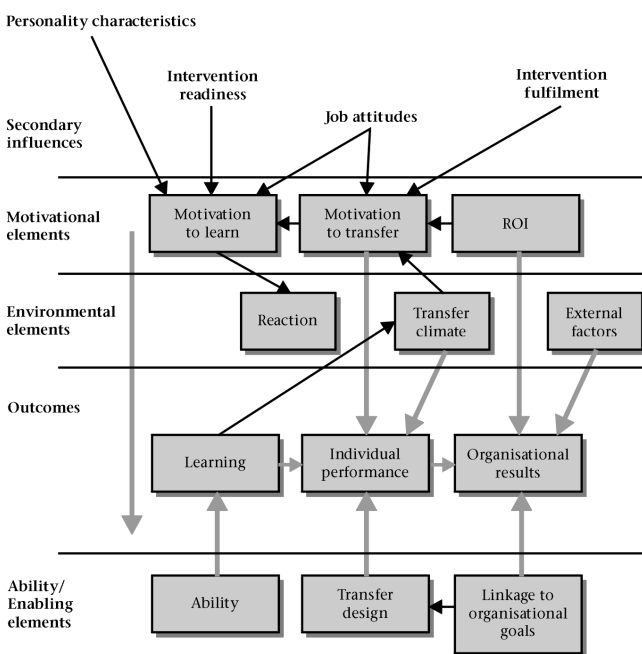 Personality characteristics
Intervention
readiness
Intervention
fulfilment
Job attitudes
Secondary
influences
Motivational
elements
Motivation
to learn
Motivation
to transfer
ROI
Environmental
elements
Reaction
Transfer
climate
External
factors
Outcomes
Learning
Individual
performance
Organisational
results
Ability/
Enabling
elements
Ability
Transfer
design
Linkage to
organisational
goals